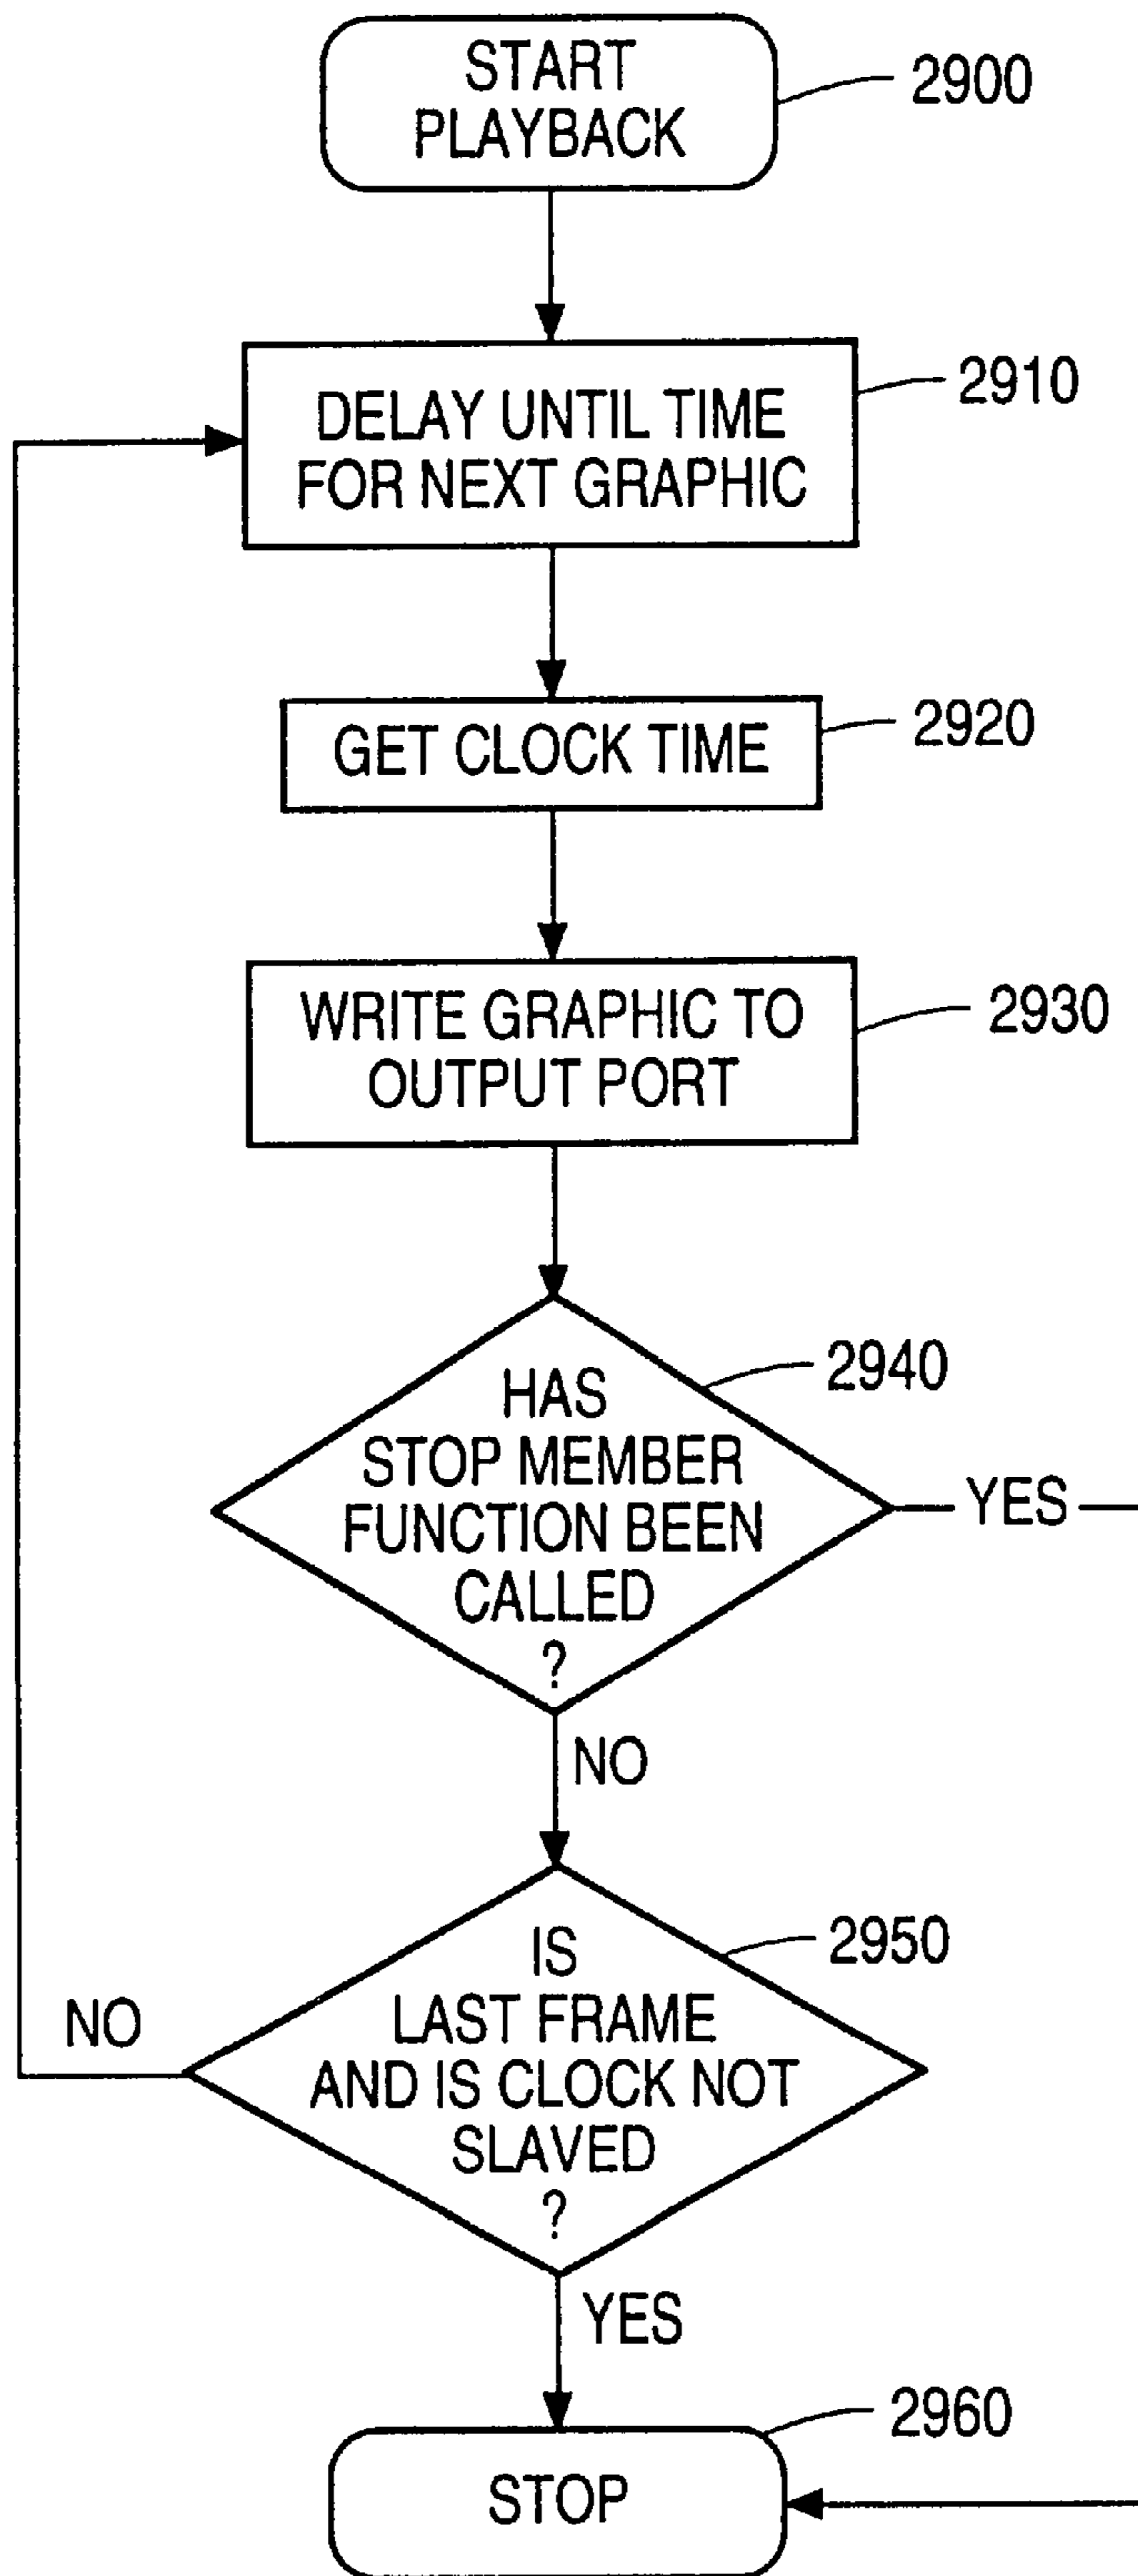 START
PLAYBACK
2900
DELAY UNTIL TIME
FOR NEXT GRAPHIC
2910
GET CLOCK TIME
2920
WRITE GRAPHIC TO
OUTPUT PORT
2930
HAS
STOP MEMBER
FUNCTION BEEN
CALLED
?
2940
YES
NO
IS
LAST FRAME
AND IS CLOCK NOT
SLAVED
?
2950
NO
YES
STOP
2960